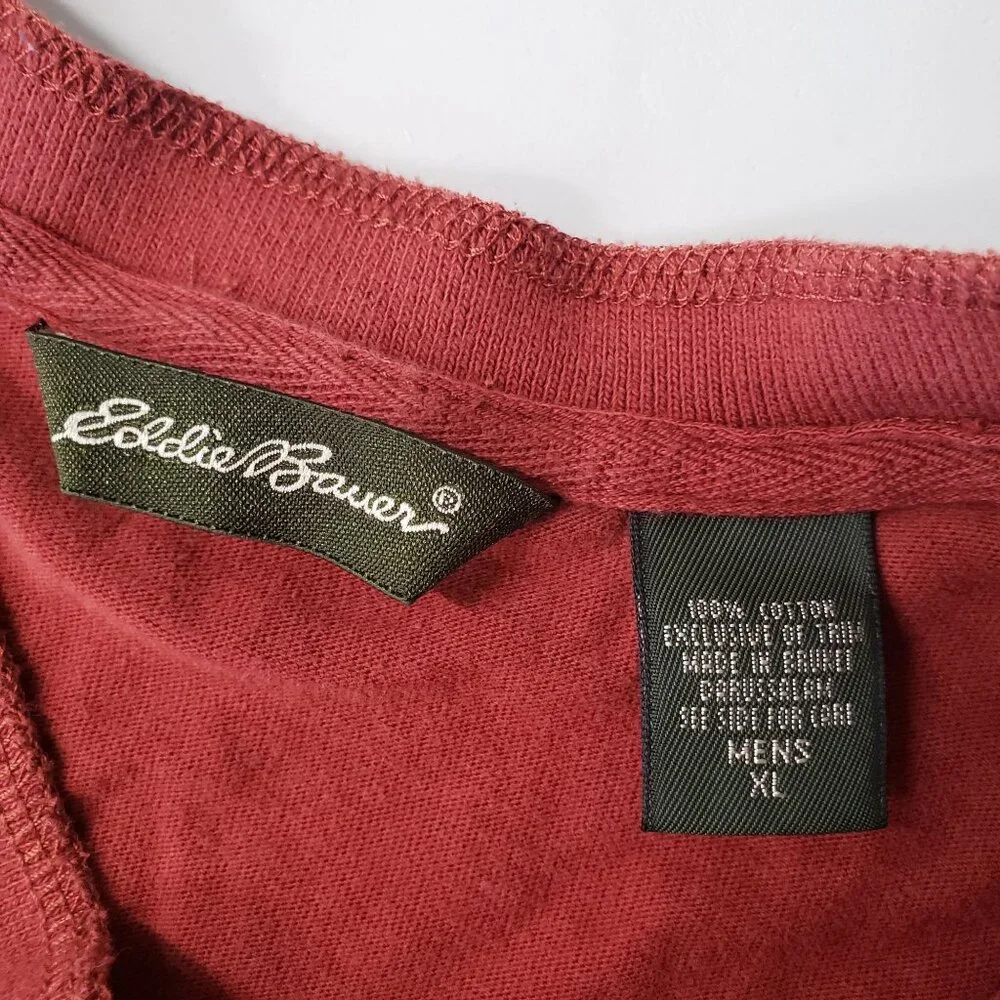 Eddie Bauer®
100% COTTON
EXCLUSIVE OF TRIM
MADE IN BRUNEI
DARUSSALAM
SEE SIDE FOR CARE
MENS
XL